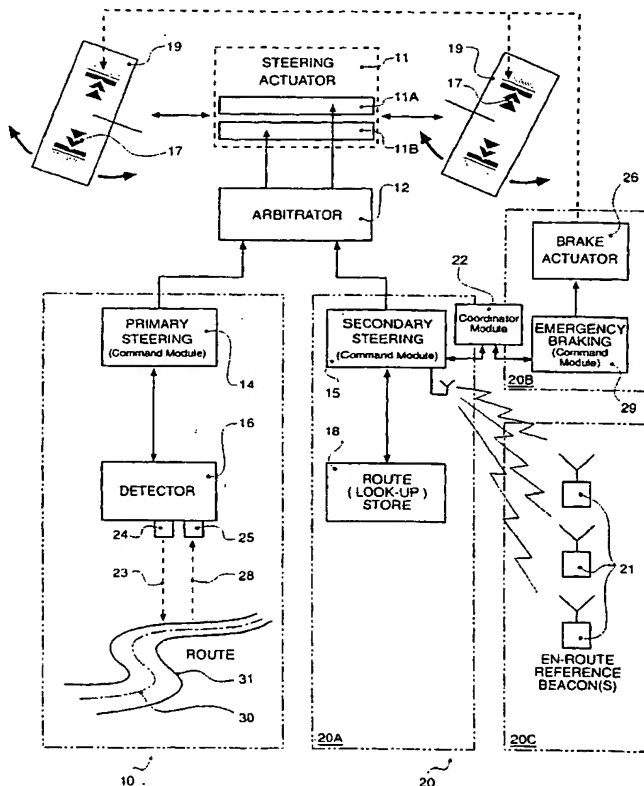 19
STEERING
ACTUATOR
11
19
17
11A
11B
17
12
26
ARBITRATOR
22
BRAKE
ACTUATOR
PRIMARY
STEERING
(Command Module)
14
SECONDARY
STEERING
(Command Module)
15
Coordinator
Module
EMERGENCY
BRAKING
(Command
Module)
20B
29
16
DETECTOR
24
25
18
ROUTE
(LOOK-UP)
STORE
23
28
21
ROUTE
31
30
EN-ROUTE
REFERENCE
BEACON(S)
20A
20C
10
20